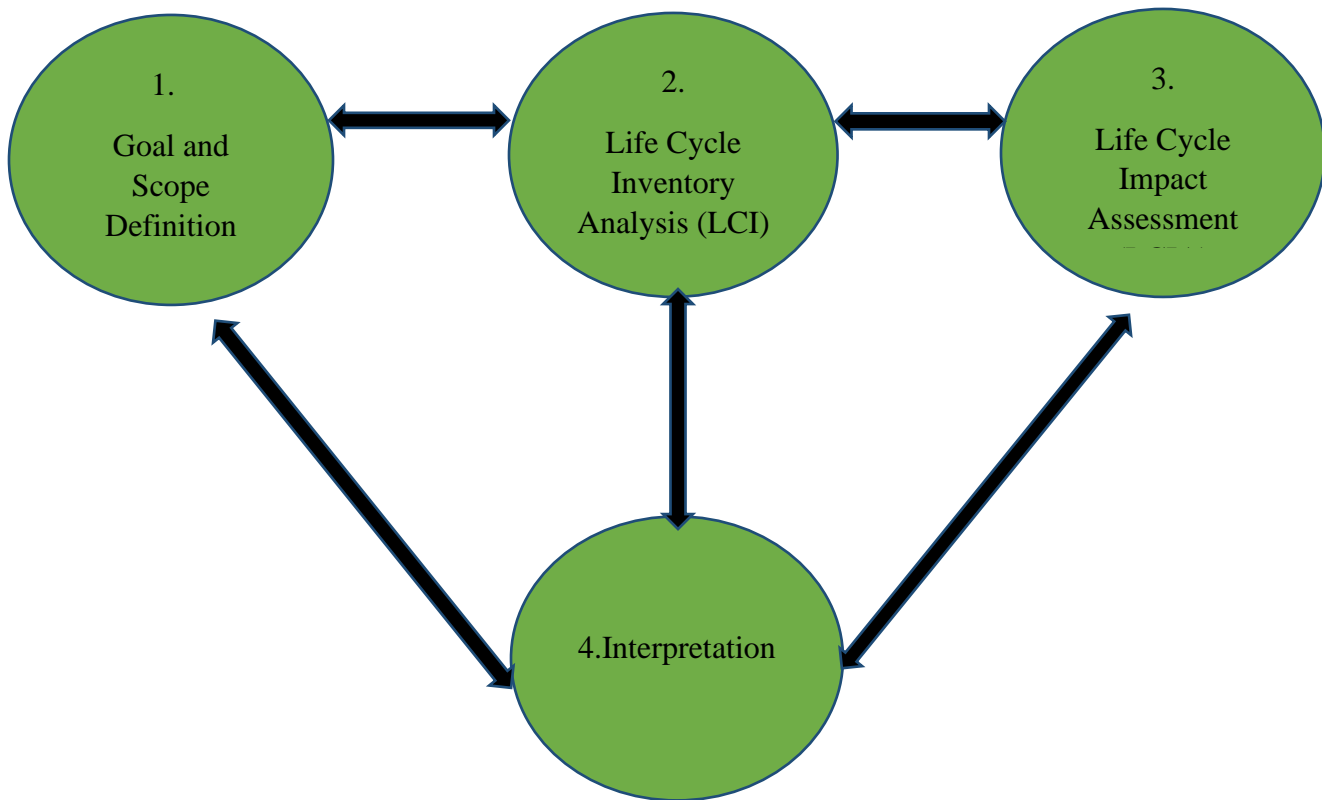 1.
Goal and
Scope
Definition
2.
Life Cycle
Inventory
Analysis (LCI)
3.
Life Cycle
Impact
Assessment
4.Interpretation